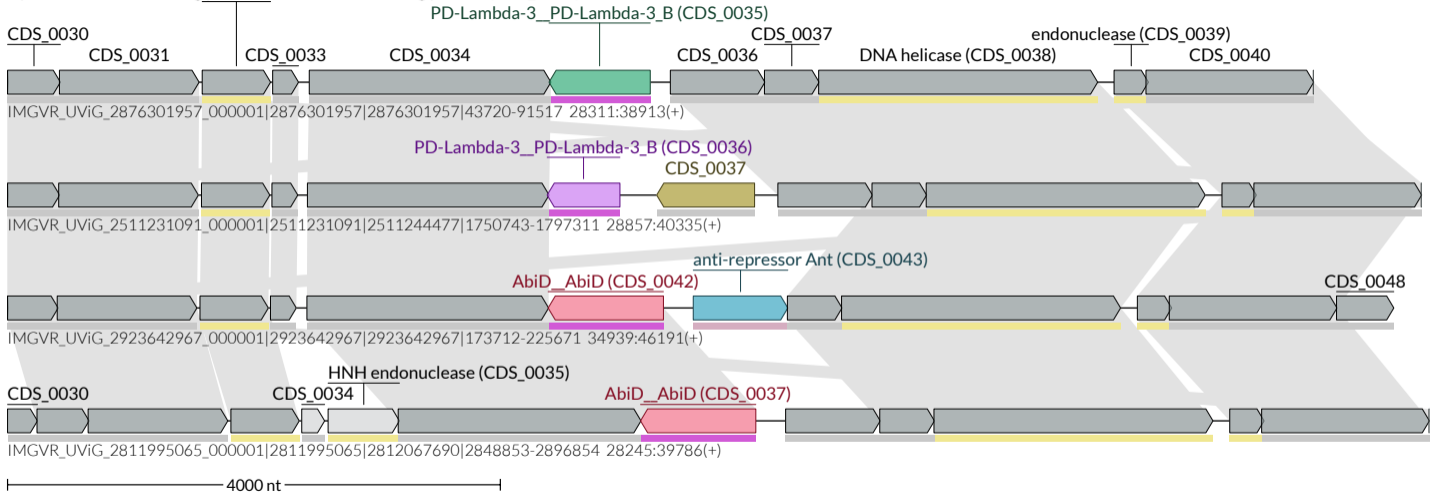 PD-Lambda-3__PD-Lambda-3_B (CDS_0035)
CDS_0030 CDS_0037 endonuclease (CDS_0039)
CDS_0031 CDS_0033 CDS_0034 CDS_0036 DNA helicase (CDS_0038) CDS_0040
IMGVR_UViG_2876301957_000001|2876301957|2876301957|43720-91517 28311:38913(+)
PD-Lambda-3__PD-Lambda-3_B (CDS_0036)
CDS_0037
IMGVR_UViG_2511231091_000001|2511231091|2511244477|1750743-1797311 28857:40335(+)
anti-repressor Ant (CDS_0043)
AbiD__AbiD (CDS_0042) CDS_0048
IMGVR_UViG_2923642967_000001|2923642967|2923642967|173712-225671 34939:46191(+)
HNH endonuclease (CDS_0035)
CDS_0030 CDS_0034 AbiD__AbiD (CDS_0037)
IMGVR_UViG_2811995065_000001|2811995065|2812067690|2848853-2896854 28245:39786(+)
4000 nt